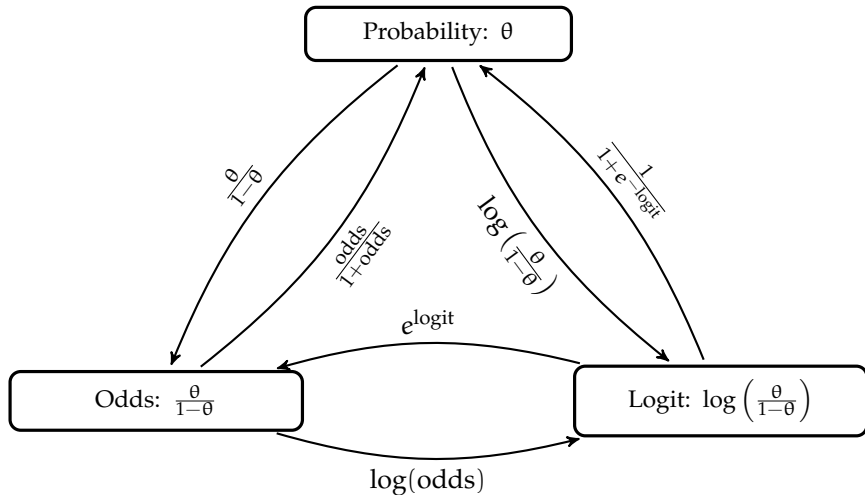 Probability: θ
θ/(1−θ)
odds/(1+odds)
log(θ/(1−θ))
1/(1+e^−logit)
e^logit
Odds: θ/(1−θ)
Logit: log(θ/(1−θ))
log(odds)